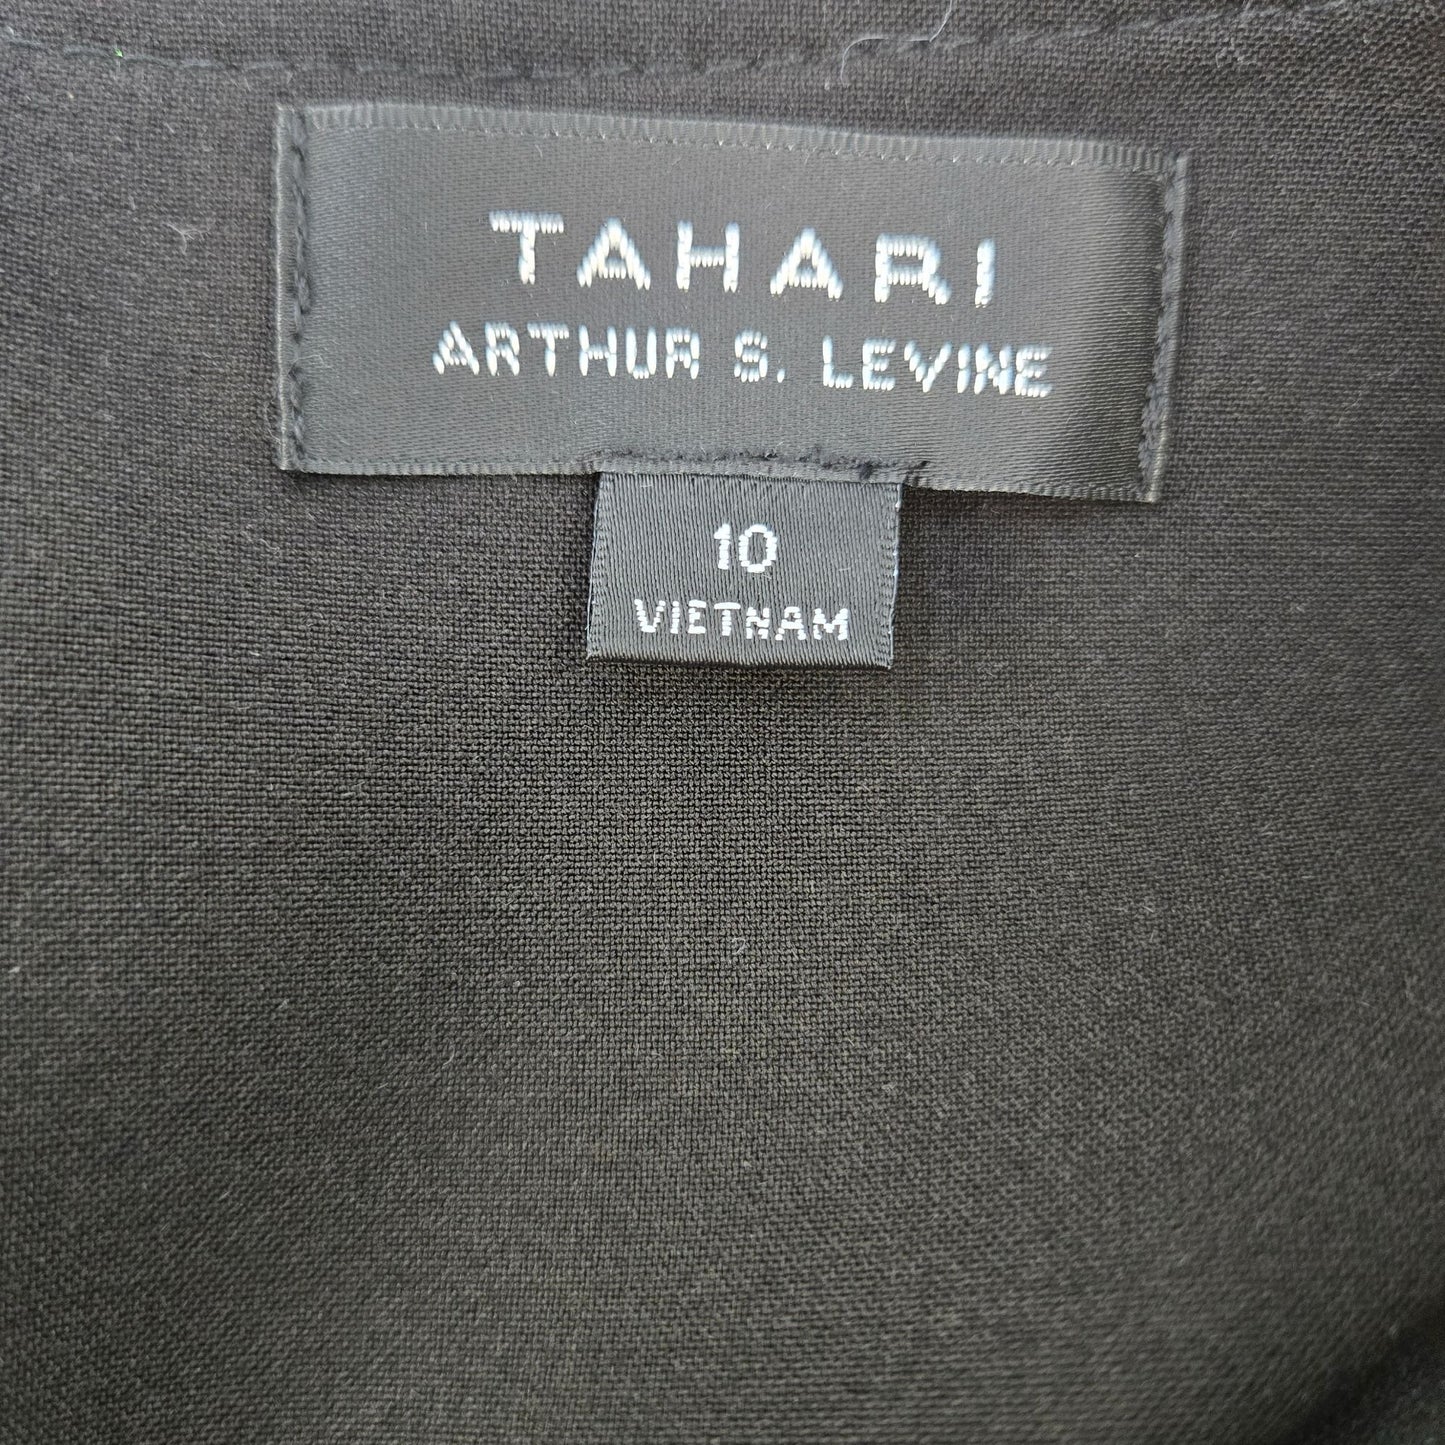 TAHARI
ARTHUR S. LEVINE
10
VIETNAM